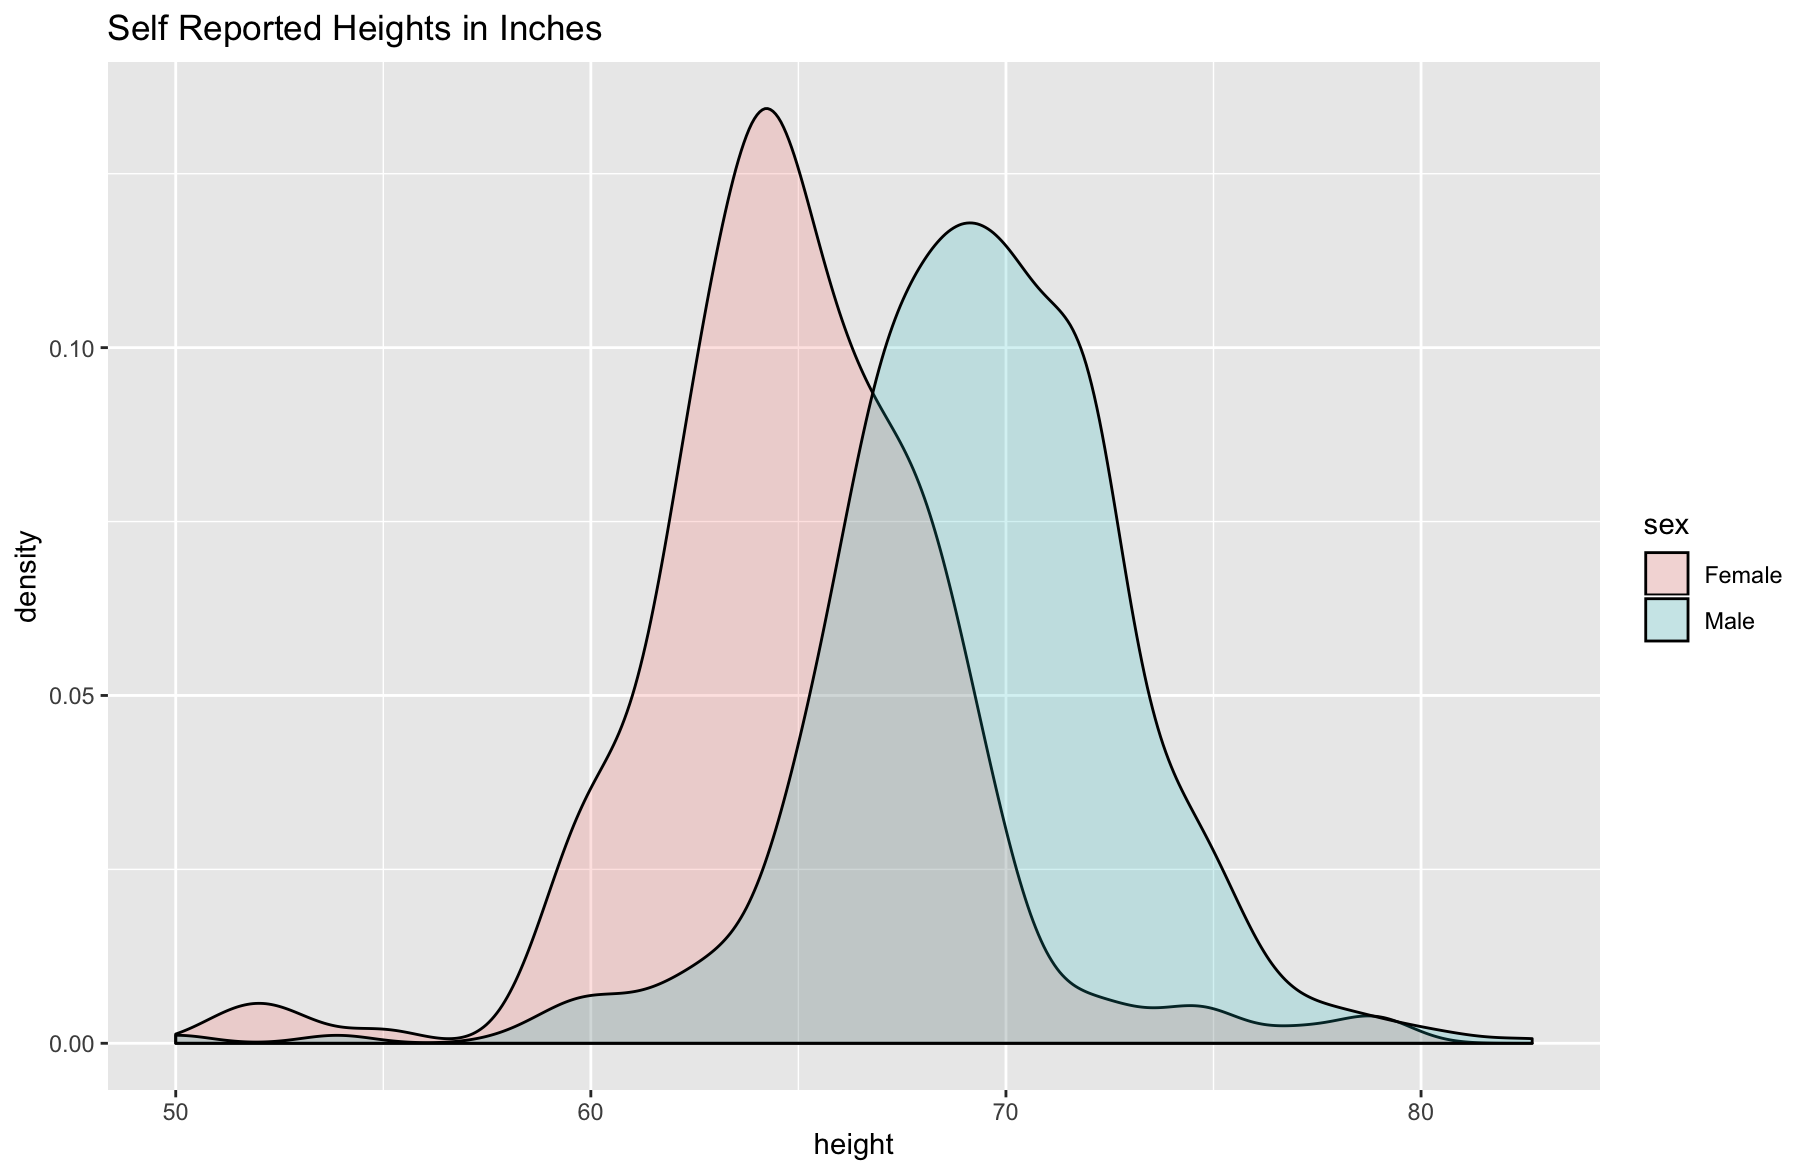 Self Reported Heights in Inches
density
0.10
0.05
0.00
50 60 70 80
height
sex
Female
Male